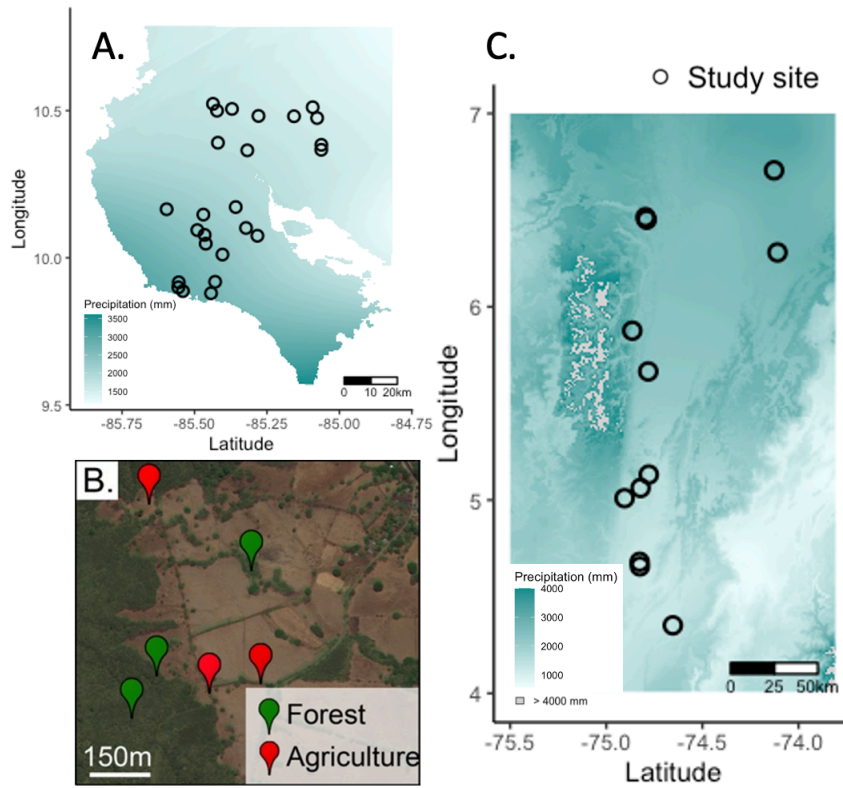 A.
10.5
10.0
9.5
Longitude
Precipitation (mm)
3500
3000
2500
2000
1500
0 10 20km
-85.75 -85.50 -85.25 -85.00 -84.75
Latitude
B.
Forest
Agriculture
150m
C.
Study site
7
6
5
4
Longitude
Precipitation (mm)
4000
3000
2000
1000
> 4000 mm
0 25 50km
-75.5 -75.0 -74.5 -74.0
Latitude